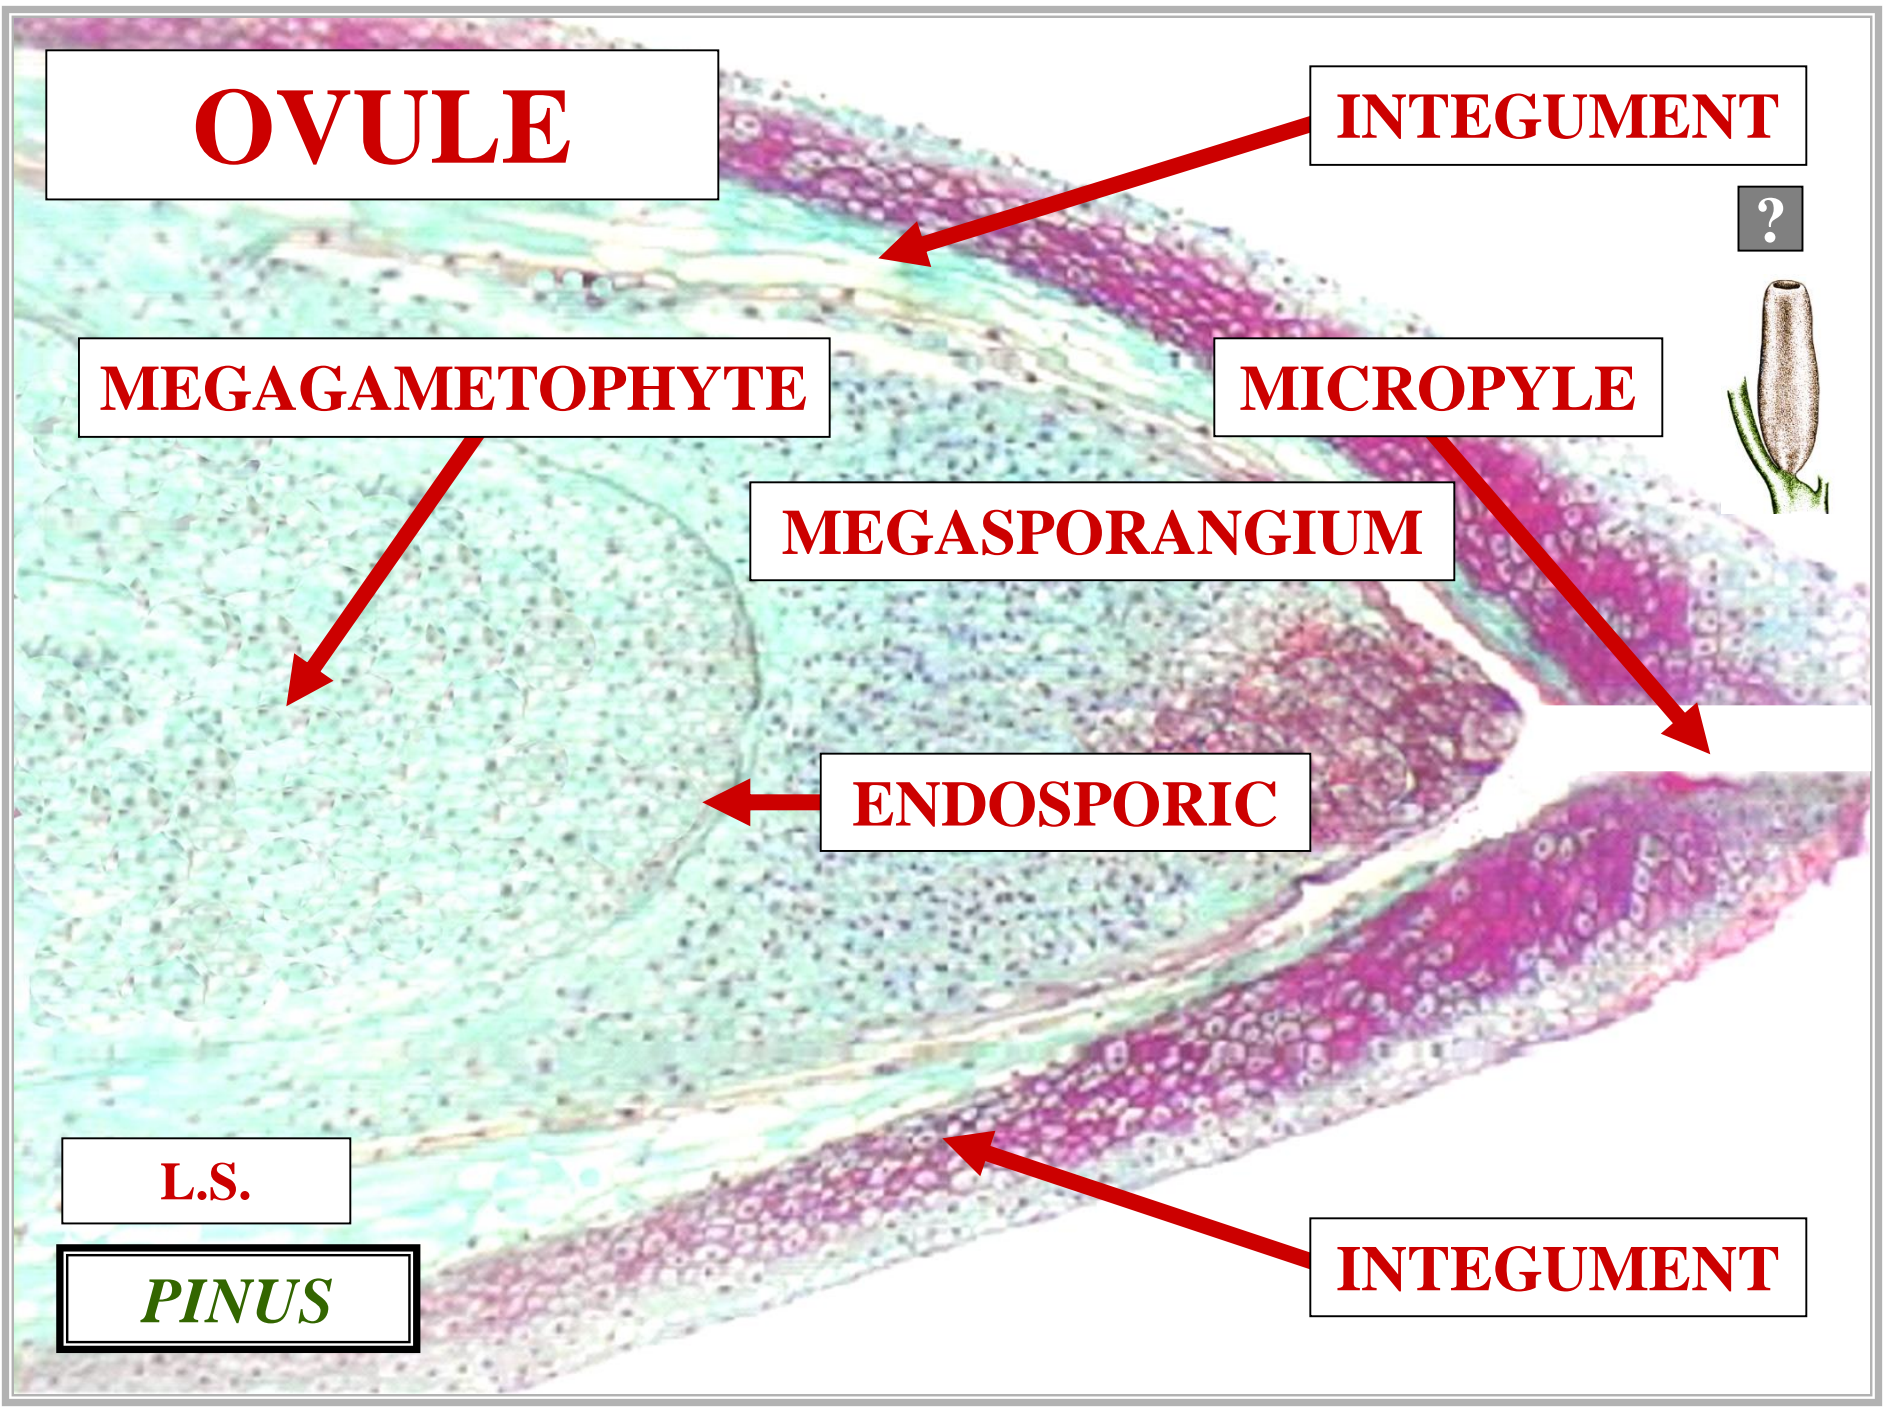 OVULE
INTEGUMENT
?
MEGAGAMETOPHYTE
MICROPYLE
MEGASPORANGIUM
ENDOSPORIC
L.S.
PINUS
INTEGUMENT